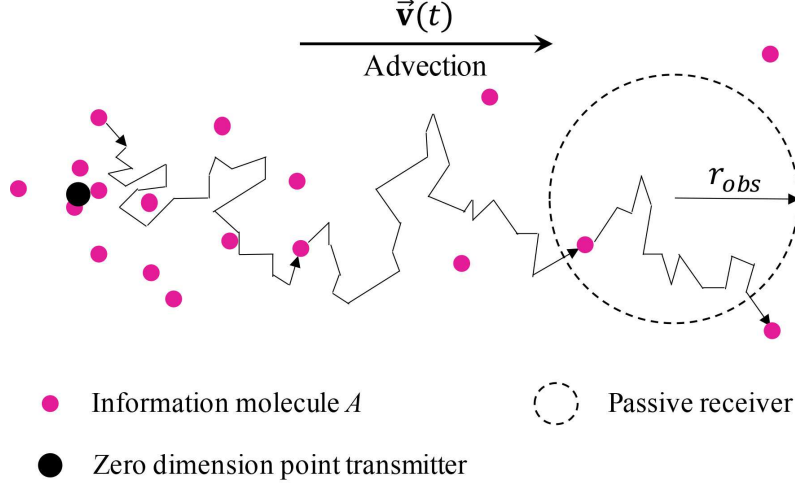 v⃗(t)
Advection
r_obs
Information molecule A
Passive receiver
Zero dimension point transmitter